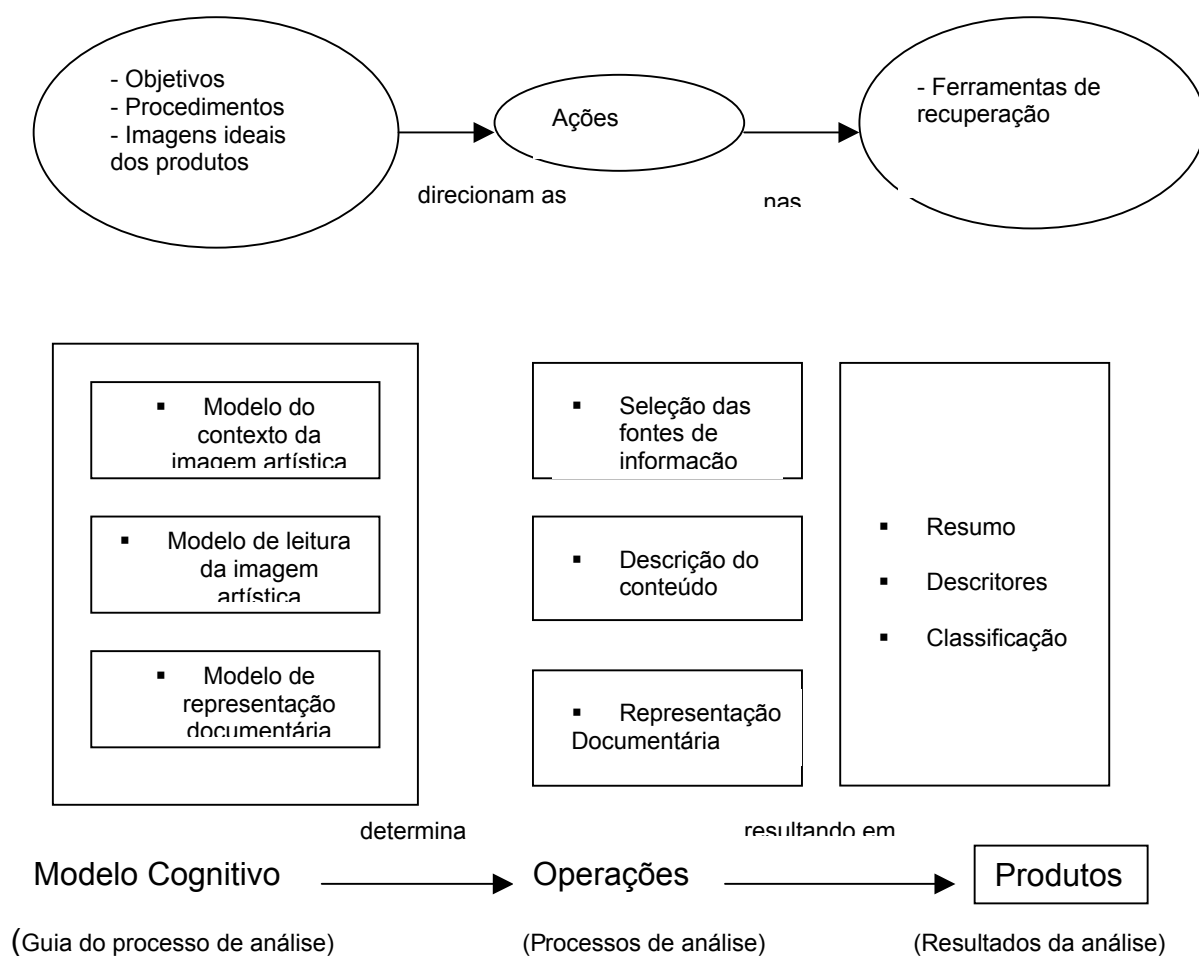 - Objetivos
- Procedimentos
- Imagens ideais
dos produtos
direcionam as
Ações
nas
- Ferramentas de
recuperação
▪ Modelo do
contexto da
imagem artística
▪ Modelo de leitura
da imagem
artística
▪ Modelo de
representação
documentária
▪ Seleção das
fontes de
informação
▪ Descrição do
conteúdo
▪ Representação
Documentária
▪ Resumo
▪ Descritores
▪ Classificação
determina
resultando em
Modelo Cognitivo
Operações
Produtos
(Guia do processo de análise)
(Processos de análise)
(Resultados da análise)